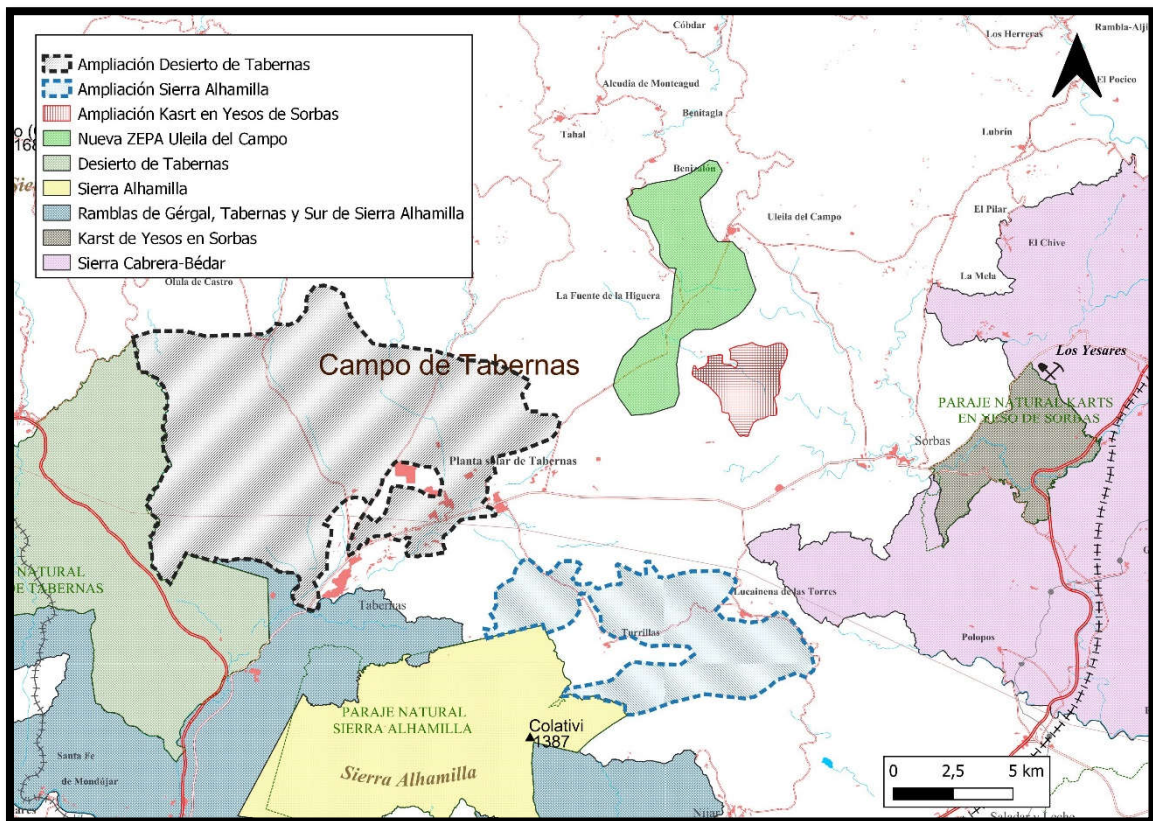 Ampliación Desierto de Tabernas
Ampliación Sierra Alhamilla
Ampliación Kasrt en Yesos de Sorbas
Nueva ZEPA Uleila del Campo
Desierto de Tabernas
Sierra Alhamilla
Ramblas de Gérgal, Tabernas y Sur de Sierra Alhamilla
Karst de Yesos en Sorbas
Sierra Cabrera-Bédar
Cóbdar
Los Herreras
El Pocico
Alcudia de Monteagud
Benitagla
Tahal
Lubrín
Benizalón
Uleila del Campo
El Pilar
El Chive
La Mela
Olula de Castro
La Fuente de la Higuera
Campo de Tabernas
Los Yesares
PARAJE NATURAL KARTS
EN YESO DE SORBAS
Sorbas
Planta solar de Tabernas
NATURAL
DE TABERNAS
Tabernas
Lucainena de las Torres
Turrillas
Polopos
PARAJE NATURAL
SIERRA ALHAMILLA
Colativi
1387
Sierra Alhamilla
Santa Fe
de Mondújar
0 2,5 5 km
Níjar